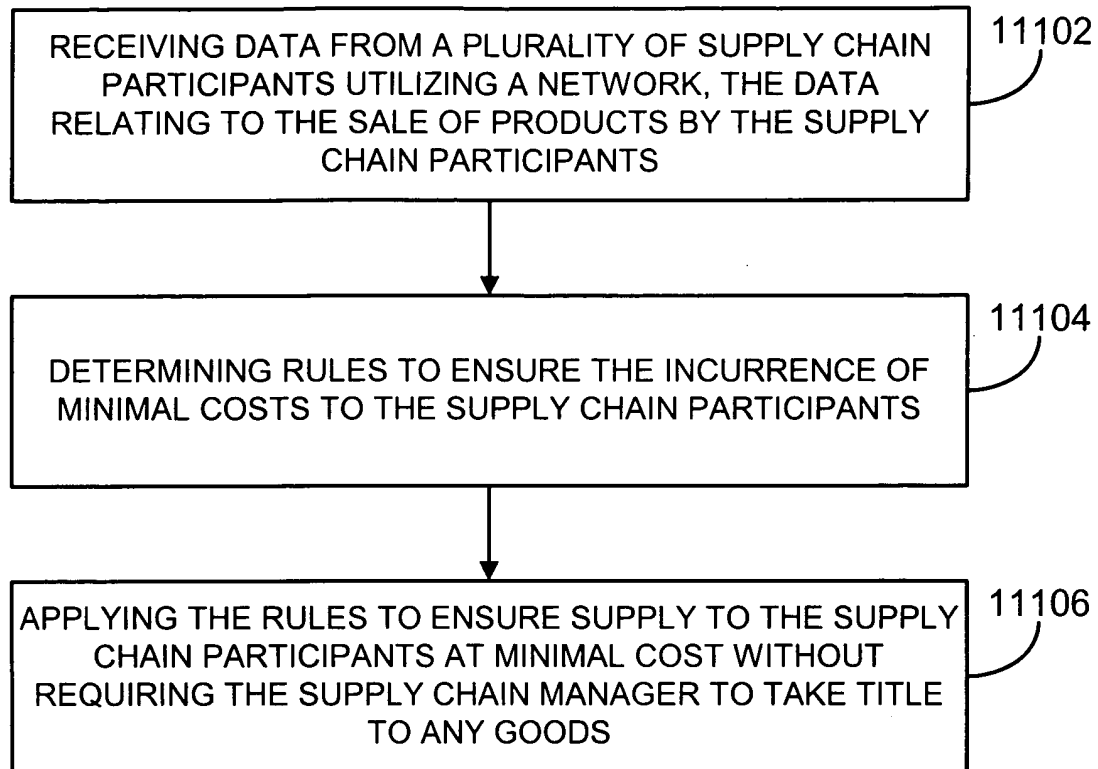 RECEIVING DATA FROM A PLURALITY OF SUPPLY CHAIN
PARTICIPANTS UTILIZING A NETWORK, THE DATA
RELATING TO THE SALE OF PRODUCTS BY THE SUPPLY
CHAIN PARTICIPANTS
11102
DETERMINING RULES TO ENSURE THE INCURRENCE OF
MINIMAL COSTS TO THE SUPPLY CHAIN PARTICIPANTS
11104
APPLYING THE RULES TO ENSURE SUPPLY TO THE SUPPLY
CHAIN PARTICIPANTS AT MINIMAL COST WITHOUT
REQUIRING THE SUPPLY CHAIN MANAGER TO TAKE TITLE
TO ANY GOODS
11106